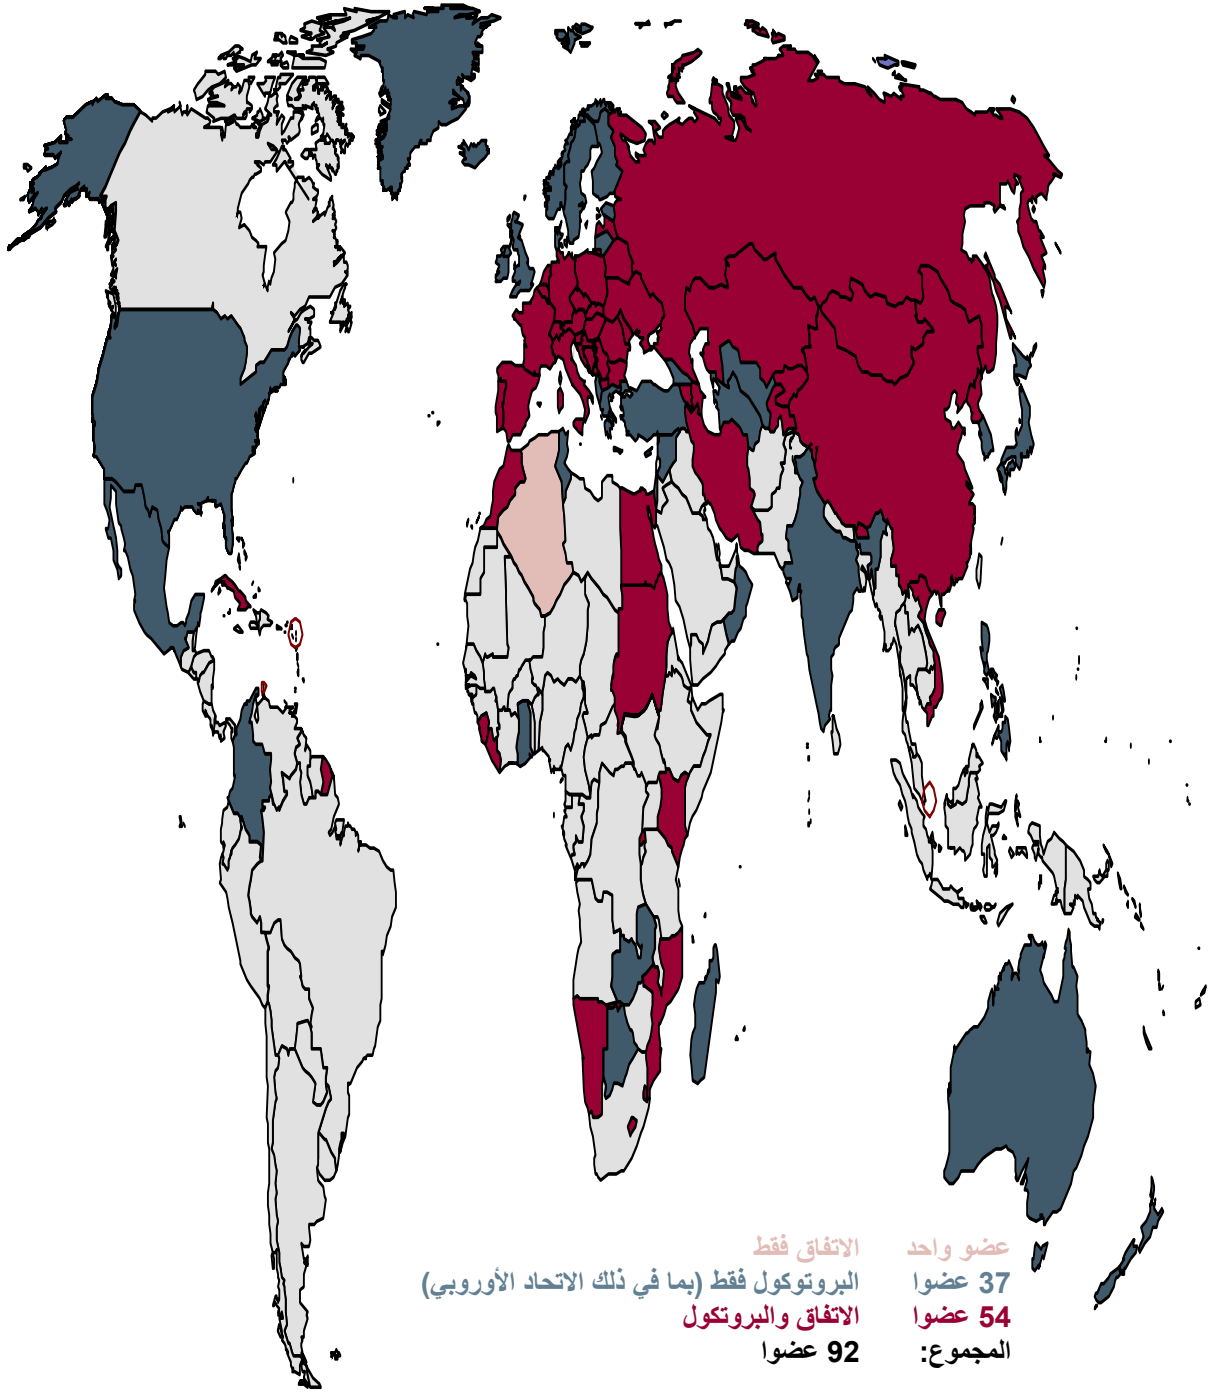 عضو واحد الاتفاق فقط
37 عضوا البروتوكول فقط (بما في ذلك الاتحاد الأوروبي)
54 عضوا الاتفاق والبروتكول
المجموع: 92 عضوا